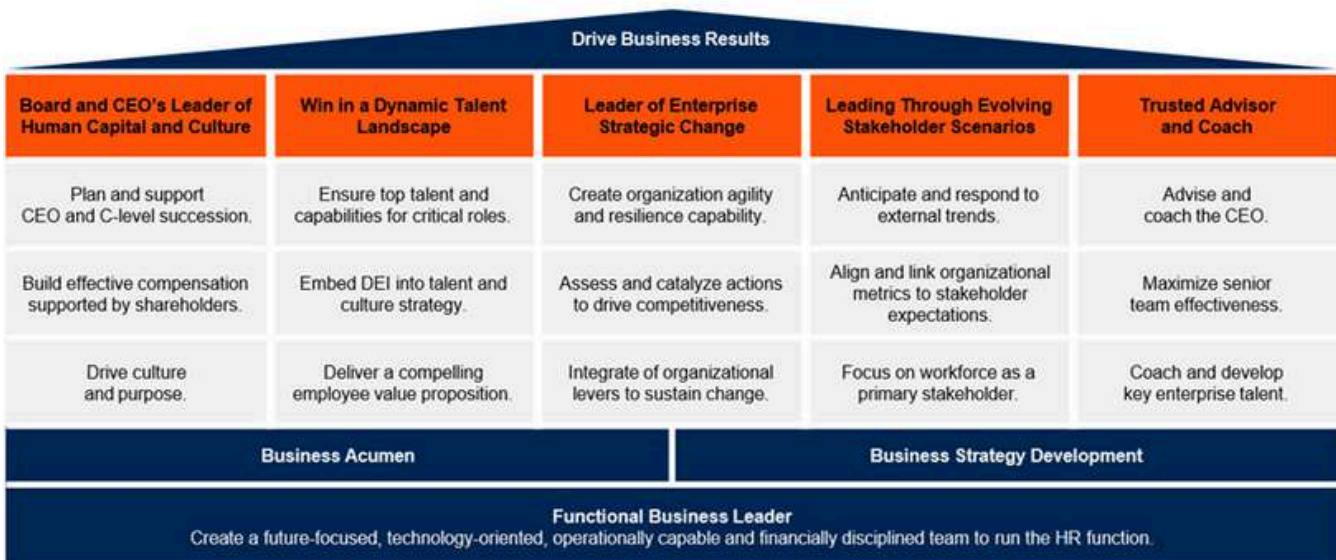 Drive Business Results
Board and CEO's Leader of
Human Capital and Culture
Win in a Dynamic Talent
Landscape
Leader of Enterprise
Strategic Change
Leading Through Evolving
Stakeholder Scenarios
Trusted Advisor
and Coach
Plan and support
CEO and C-level succession.
Ensure top talent and
capabilities for critical roles.
Create organization agility
and resilience capability.
Anticipate and respond to
external trends.
Advise and
coach the CEO.
Build effective compensation
supported by shareholders.
Embed DEI into talent and
culture strategy.
Assess and catalyze actions
to drive competitiveness.
Align and link organizational
metrics to stakeholder
expectations.
Maximize senior
team effectiveness.
Drive culture
and purpose.
Deliver a compelling
employee value proposition.
Integrate of organizational
levers to sustain change.
Focus on workforce as a
primary stakeholder.
Coach and develop
key enterprise talent.
Business Acumen
Business Strategy Development
Functional Business Leader
Create a future-focused, technology-oriented, operationally capable and financially disciplined team to run the HR function.